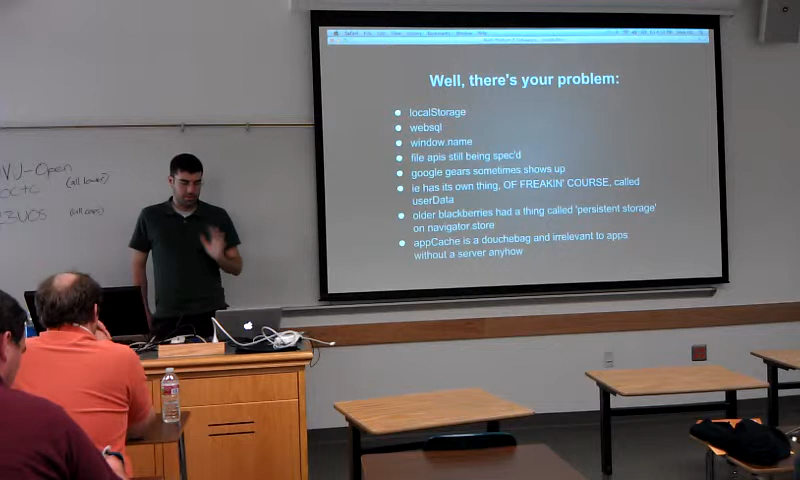 Well, there's your problem:
localStorage
websql
window.name
file apis still being spec'd
google gears sometimes shows up
ie has its own thing, OF FREAKIN' COURSE, called
userData
older blackberries had a thing called 'persistent storage'
on navigator.store
appCache is a douchebag and irrelevant to apps
without a server anyhow
VU-Open
(all lower)